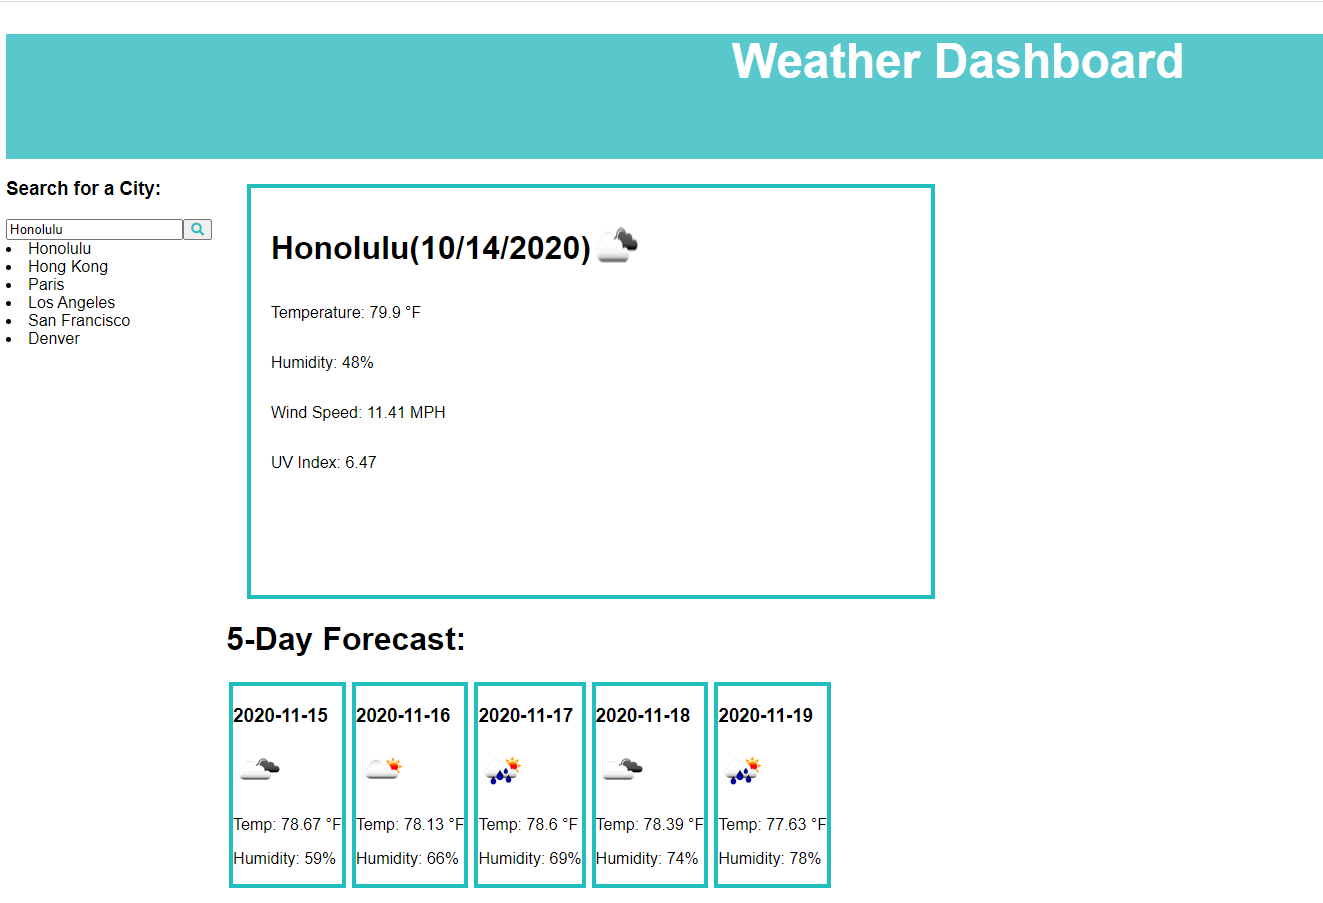 Weather Dashboard
Search for a City:
Honolulu
Honolulu
Hong Kong
Paris
Los Angeles
San Francisco
Denver
Honolulu(10/14/2020)
Temperature: 79.9 °F
Humidity: 48%
Wind Speed: 11.41 MPH
UV Index: 6.47
5-Day Forecast:
2020-11-15
Temp: 78.67 °F
Humidity: 59%
2020-11-16
Temp: 78.13 °F
Humidity: 66%
2020-11-17
Temp: 78.6 °F
Humidity: 69%
2020-11-18
Temp: 78.39 °F
Humidity: 74%
2020-11-19
Temp: 77.63 °F
Humidity: 78%